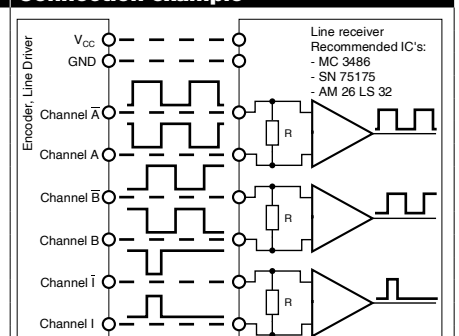 Connection example
Encoder, Line Driver
V_CC
GND
Channel A̅
Channel A
Channel B̅
Channel B
Channel I̅
Channel I
Line receiver
Recommended IC's:
- MC 3486
- SN 75175
- AM 26 LS 32
R
R
R